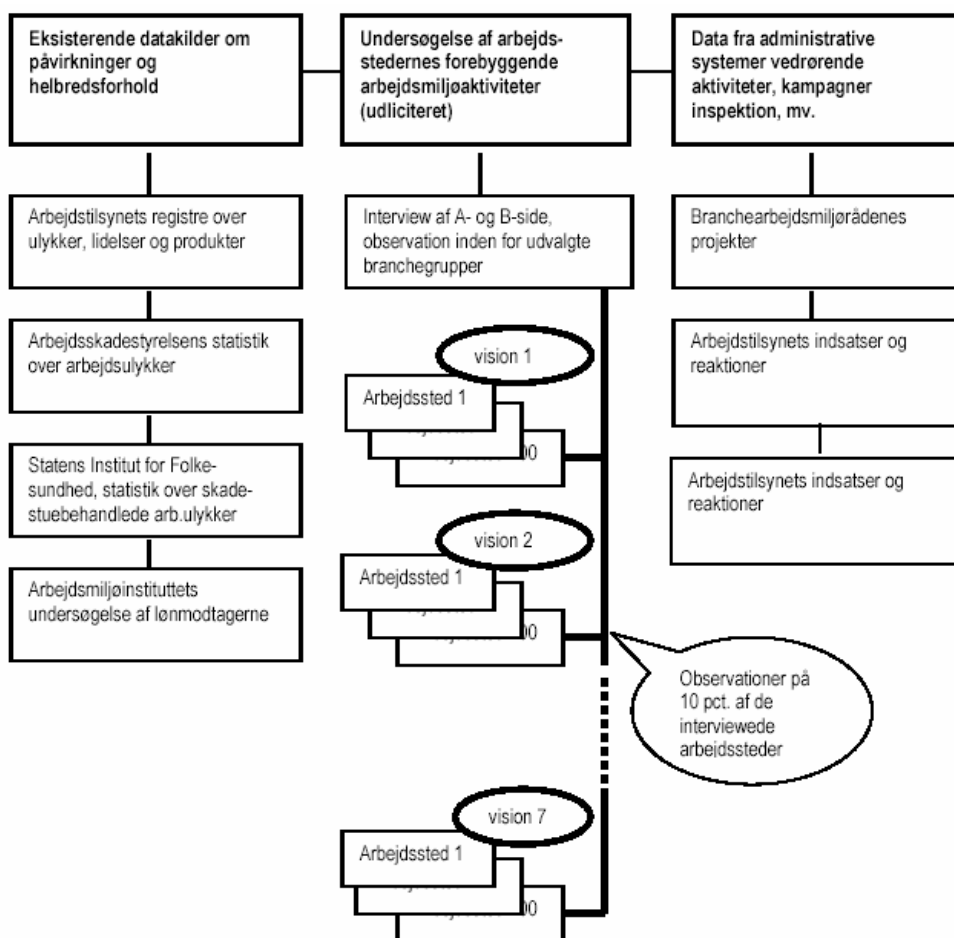 Eksisterende datakilder om
påvirkninger og
helbredsforhold
Undersøgelse af arbejds-
stedernes forebyggende
arbejdsmiljøaktiviteter
(udliciteret)
Data fra administrative
systemer vedrørende
aktiviteter, kampagner
inspektion, mv.
Arbejdstilsynets registre over
ulykker, lidelser og produkter
Arbejdsskadestyrelsens statistik
over arbejdsulykker
Statens Institut for Folke-
sundhed, statistik over skade-
stuebehandlede arb.ulykker
Arbejdsmiljøinstituttets
undersøgelse af lønmodtagerne
Interview af A- og B-side,
observation inden for udvalgte
branchegrupper
vision 1
Arbejdssted 1
00
vision 2
Arbejdssted 1
00
Observationer på
10 pct. af de
interviewede
arbejdssteder
vision 7
Arbejdssted 1
00
Branchearbejdsmiljørådenes
projekter
Arbejdstilsynets indsatser og
reaktioner
Arbejdstilsynets indsatser og
reaktioner